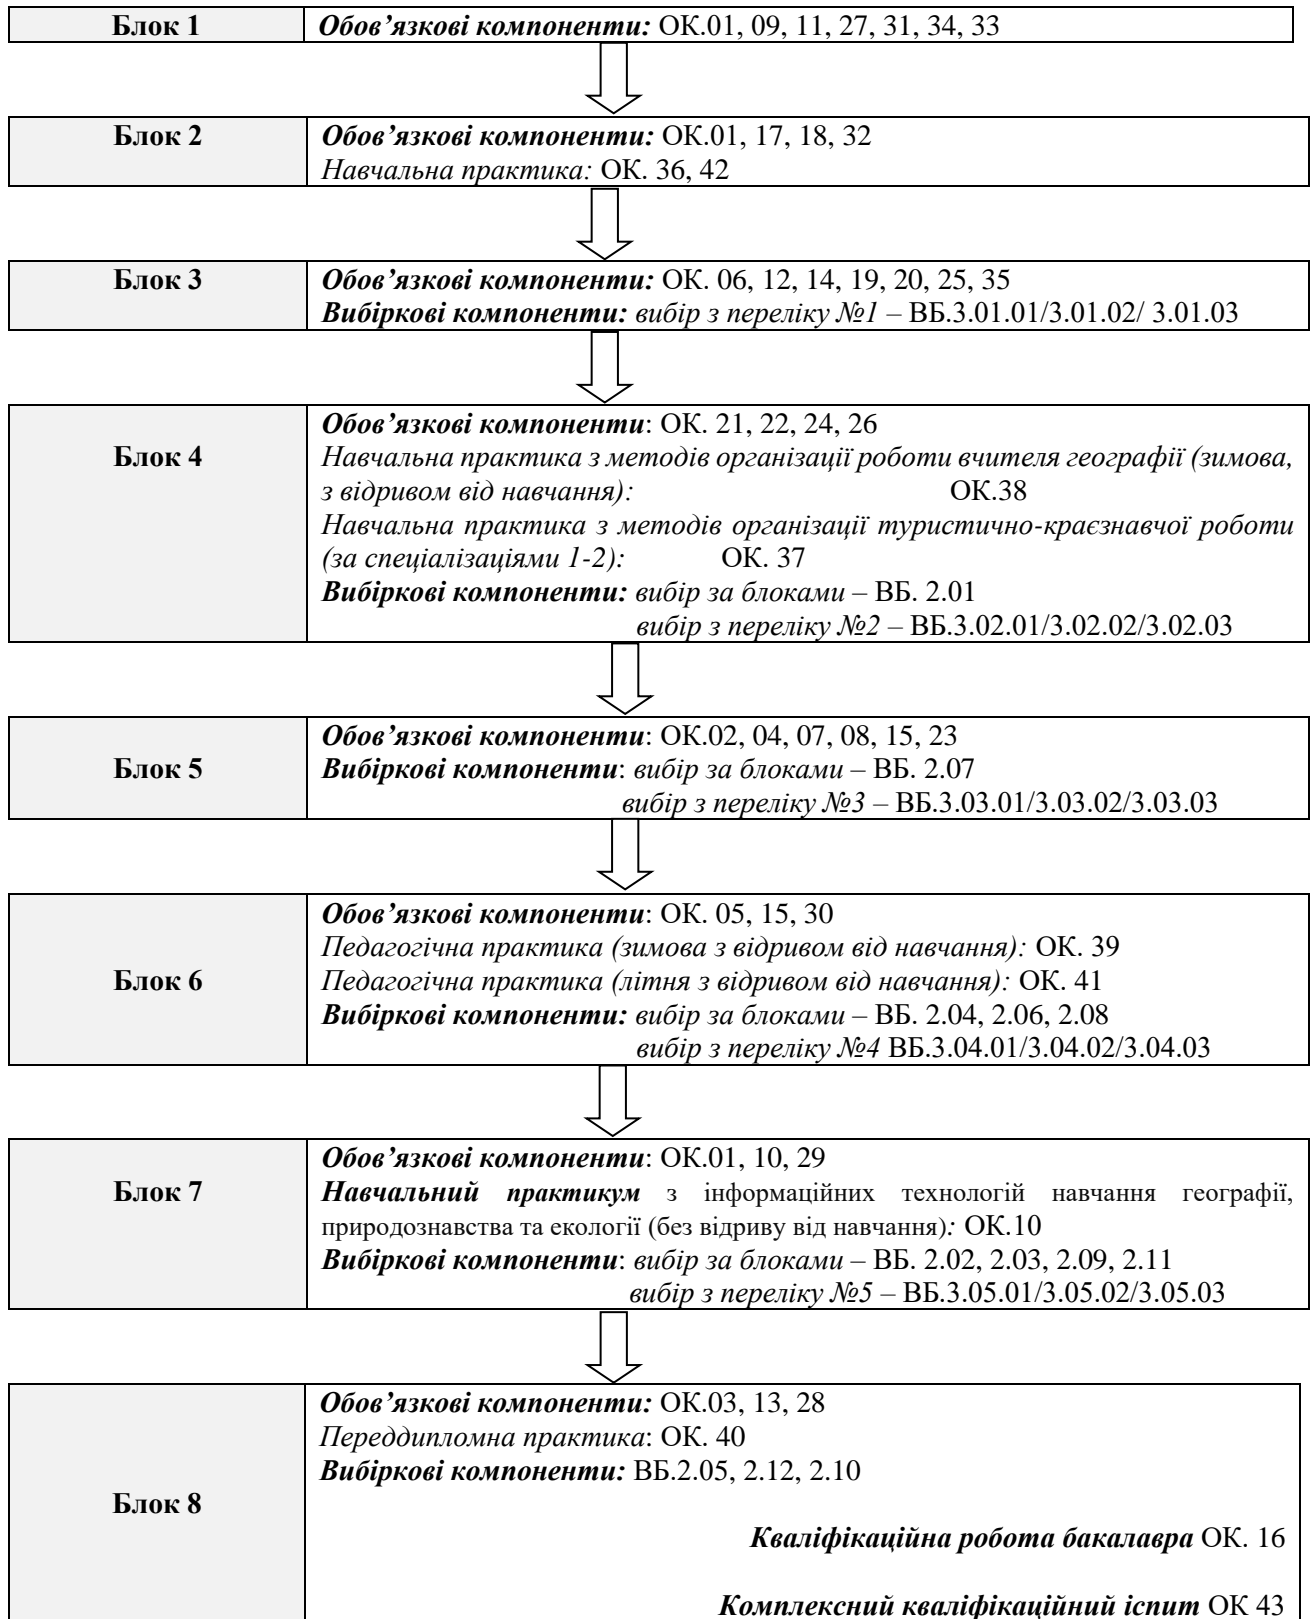 Блок 1 Обов’язкові компоненти: ОК.01, 09, 11, 27, 31, 34, 33
Блок 2 Обов’язкові компоненти: ОК.01, 17, 18, 32
Навчальна практика: ОК. 36, 42
Блок 3 Обов’язкові компоненти: ОК. 06, 12, 14, 19, 20, 25, 35
Вибіркові компоненти: вибір з переліку №1 – ВБ.3.01.01/3.01.02/ 3.01.03
Обов’язкові компоненти: ОК. 21, 22, 24, 26
Блок 4 Навчальна практика з методів організації роботи вчителя географії (зимова,
з відривом від навчання): ОК.38
Навчальна практика з методів організації туристично-краєзнавчої роботи
(за спеціалізаціями 1-2): ОК. 37
Вибіркові компоненти: вибір за блоками – ВБ. 2.01
вибір з переліку №2 – ВБ.3.02.01/3.02.02/3.02.03
Обов’язкові компоненти: ОК.02, 04, 07, 08, 15, 23
Блок 5 Вибіркові компоненти: вибір за блоками – ВБ. 2.07
вибір з переліку №3 – ВБ.3.03.01/3.03.02/3.03.03
Обов’язкові компоненти: ОК. 05, 15, 30
Педагогічна практика (зимова з відривом від навчання): ОК. 39
Блок 6 Педагогічна практика (літня з відривом від навчання): ОК. 41
Вибіркові компоненти: вибір за блоками – ВБ. 2.04, 2.06, 2.08
вибір з переліку №4 ВБ.3.04.01/3.04.02/3.04.03
Обов’язкові компоненти: ОК.01, 10, 29
Блок 7 Навчальний практикум з інформаційних технологій навчання географії,
природознавства та екології (без відриву від навчання): ОК.10
Вибіркові компоненти: вибір за блоками – ВБ. 2.02, 2.03, 2.09, 2.11
вибір з переліку №5 – ВБ.3.05.01/3.05.02/3.05.03
Обов’язкові компоненти: ОК.03, 13, 28
Переддипломна практика: ОК. 40
Вибіркові компоненти: ВБ.2.05, 2.12, 2.10
Блок 8
Кваліфікаційна робота бакалавра ОК. 16
Комплексний кваліфікаційний іспит ОК 43